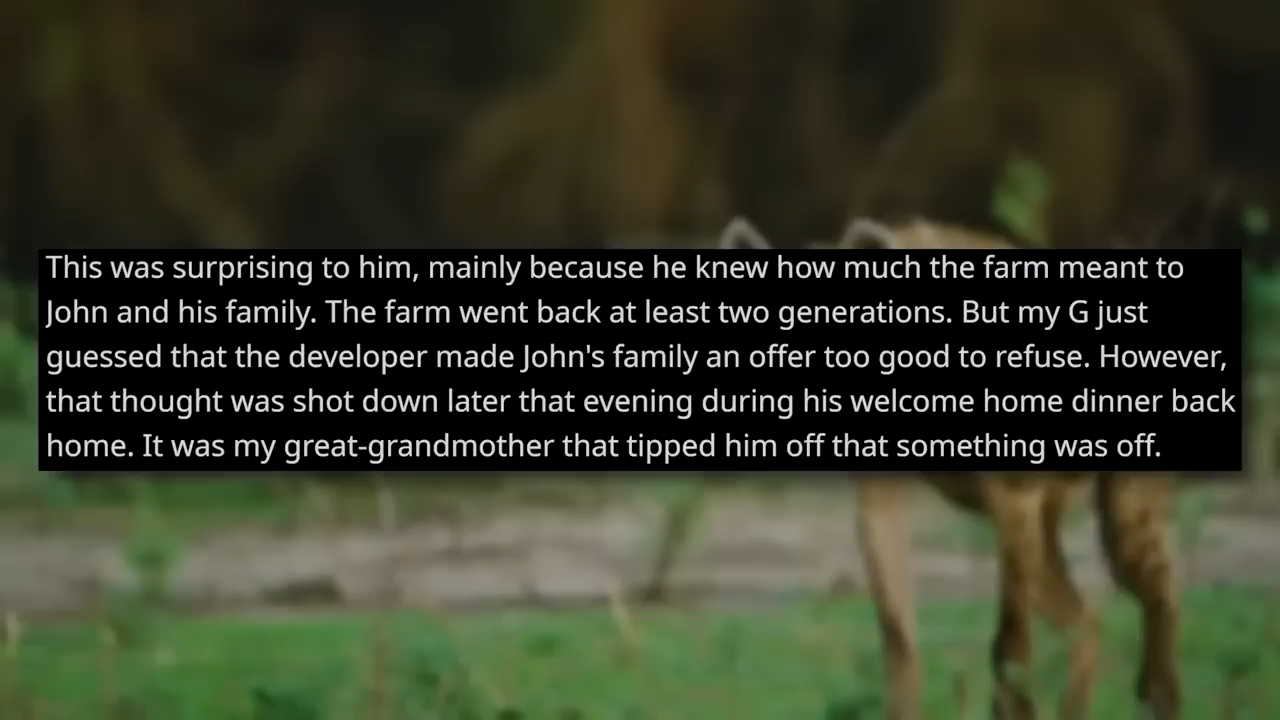 This was surprising to him, mainly because he knew how much the farm meant to
John and his family. The farm went back at least two generations. But my G just
guessed that the developer made John's family an offer too good to refuse. However,
that thought was shot down later that evening during his welcome home dinner back
home. It was my great-grandmother that tipped him off that something was off.